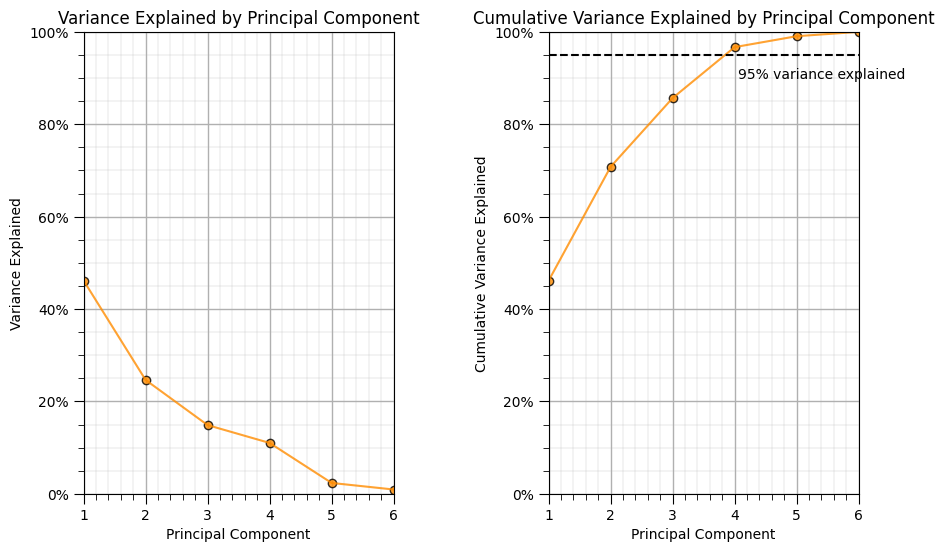 Variance Explained by Principal Component
100%
80%
60%
40%
20%
0%
Variance Explained
1 2 3 4 5 6
Principal Component
Cumulative Variance Explained by Principal Component
100%
80%
60%
40%
20%
0%
Cumulative Variance Explained
95% variance explained
1 2 3 4 5 6
Principal Component